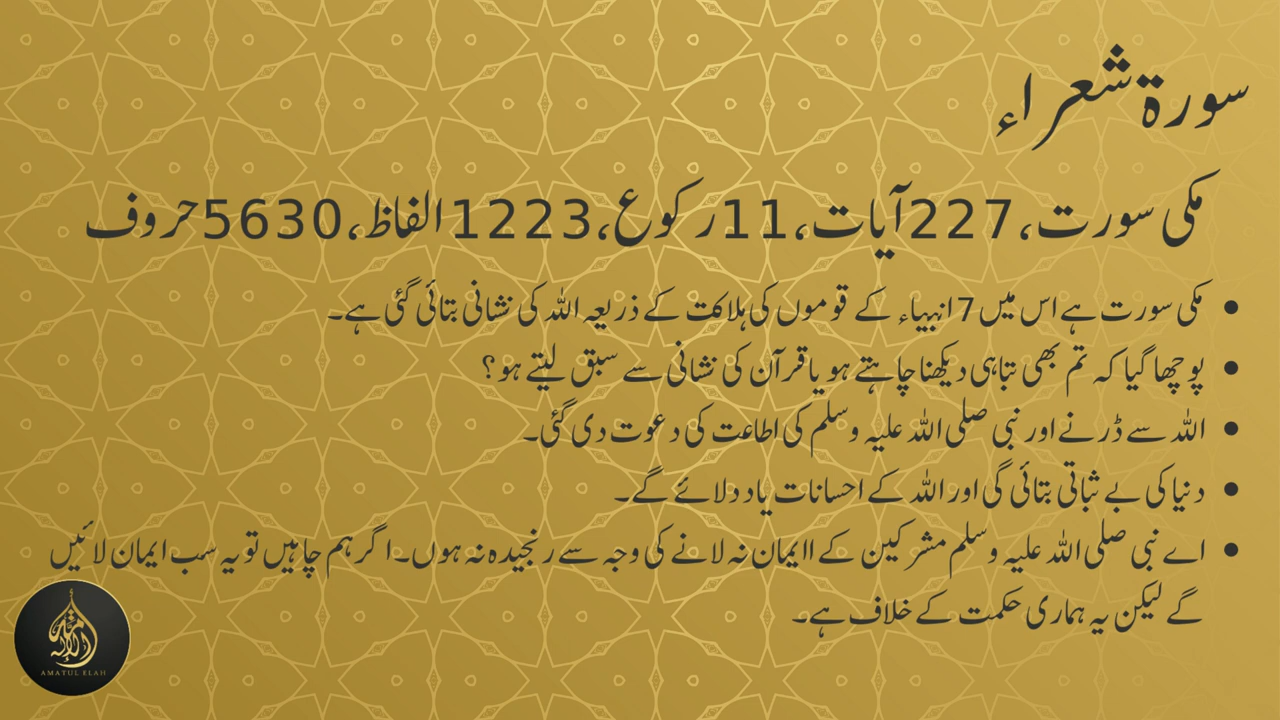 سورۃ شعراء
مکی سورت، 227 آیات، 11 رکوع، 1223 الفاظ، 5630 حروف
• مکی سورت ہے اس میں 7 انبیاء کے قوموں کی ہلاکت کے ذریعہ اللہ کی نشانی بتائی گئی ہے۔
• پوچھا گیا کہ تم بھی تباہی دیکھنا چاہتے ہو یا قرآن کی نشانی سے سبق لیتے ہو؟
• اللہ سے ڈرنے اور نبی صلی اللہ علیہ وسلم کی اطاعت کی دعوت دی گئی۔
• دنیا کی بے ثباتی بتائی گی اور اللہ کے احسانات یاد دلائے گے۔
• اے نبی صلی اللہ علیہ وسلم مشرکین کے اایمان نہ لانے کی وجہ سے رنجیدہ نہ ہوں۔ اگر ہم چاہیں تو یہ سب ایمان لائیں
گے لیکن یہ ہماری حکمت کے خلاف ہے۔
AMATUL ELAH